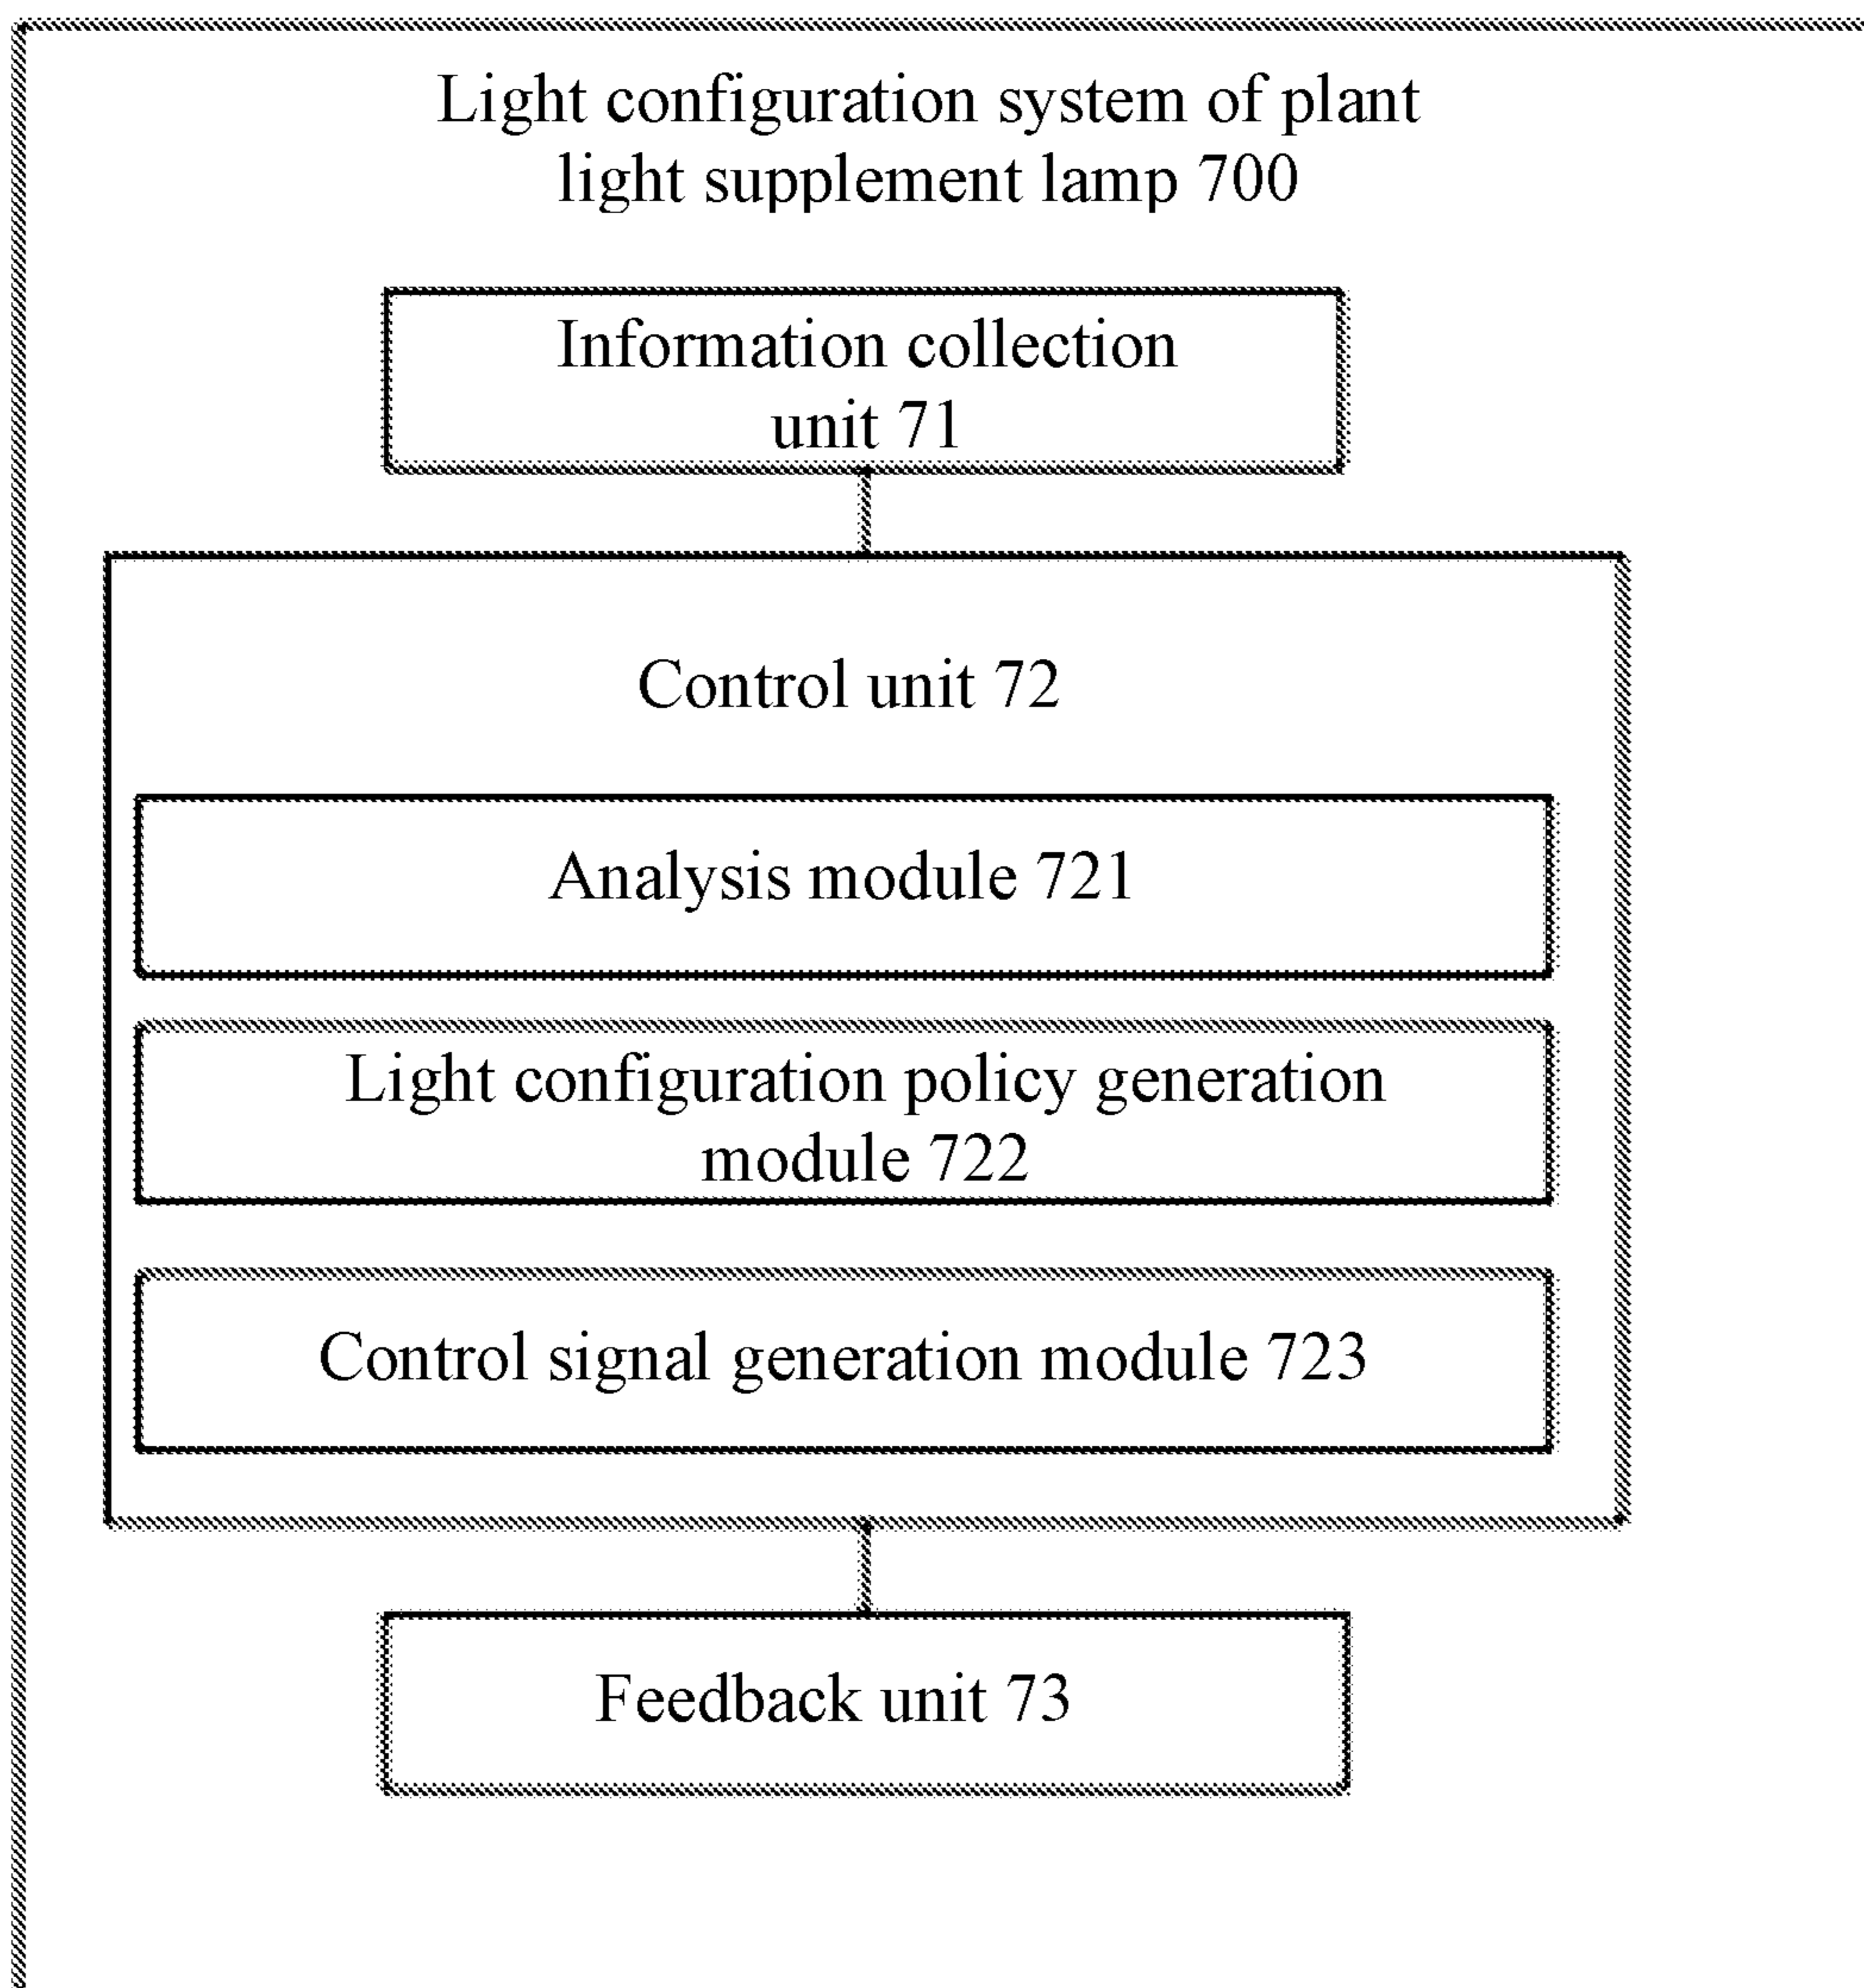 Light configuration system of plant
light supplement lamp 700
Information collection
unit 71
Control unit 72
Analysis module 721
Light configuration policy generation
module 722
Control signal generation module 723
Feedback unit 73